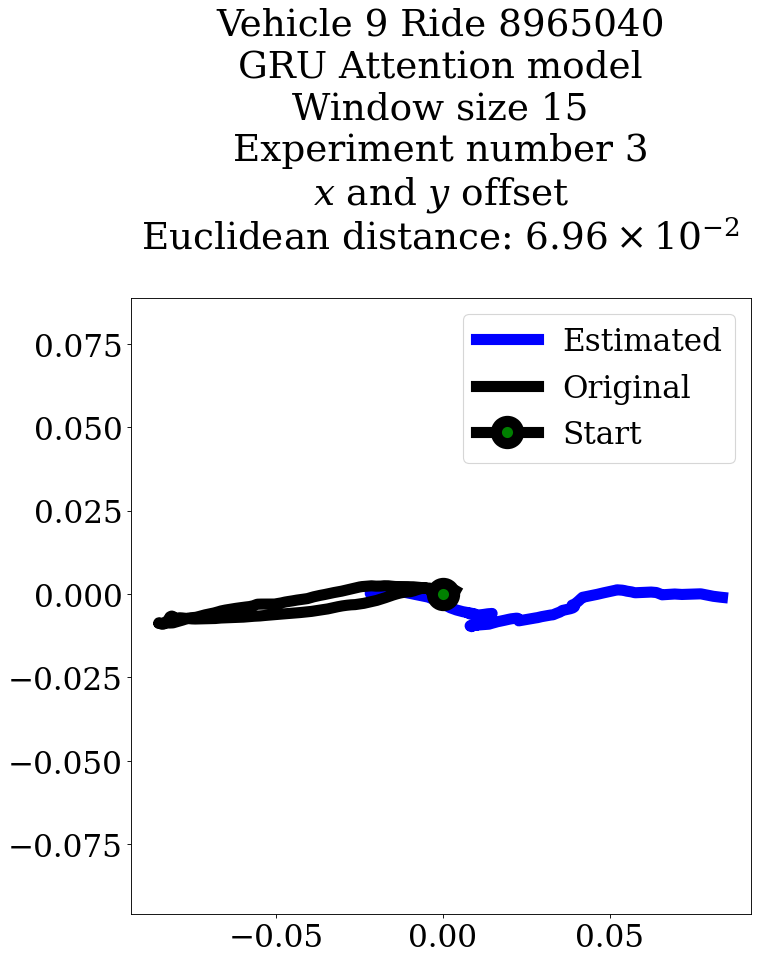 Vehicle 9 Ride 8965040
GRU Attention model
Window size 15
Experiment number 3
x and y offset
Euclidean distance: 6.96 × 10⁻²
Estimated
Original
Start
0.075
0.050
0.025
0.000
−0.025
−0.050
−0.075
−0.05 0.00 0.05